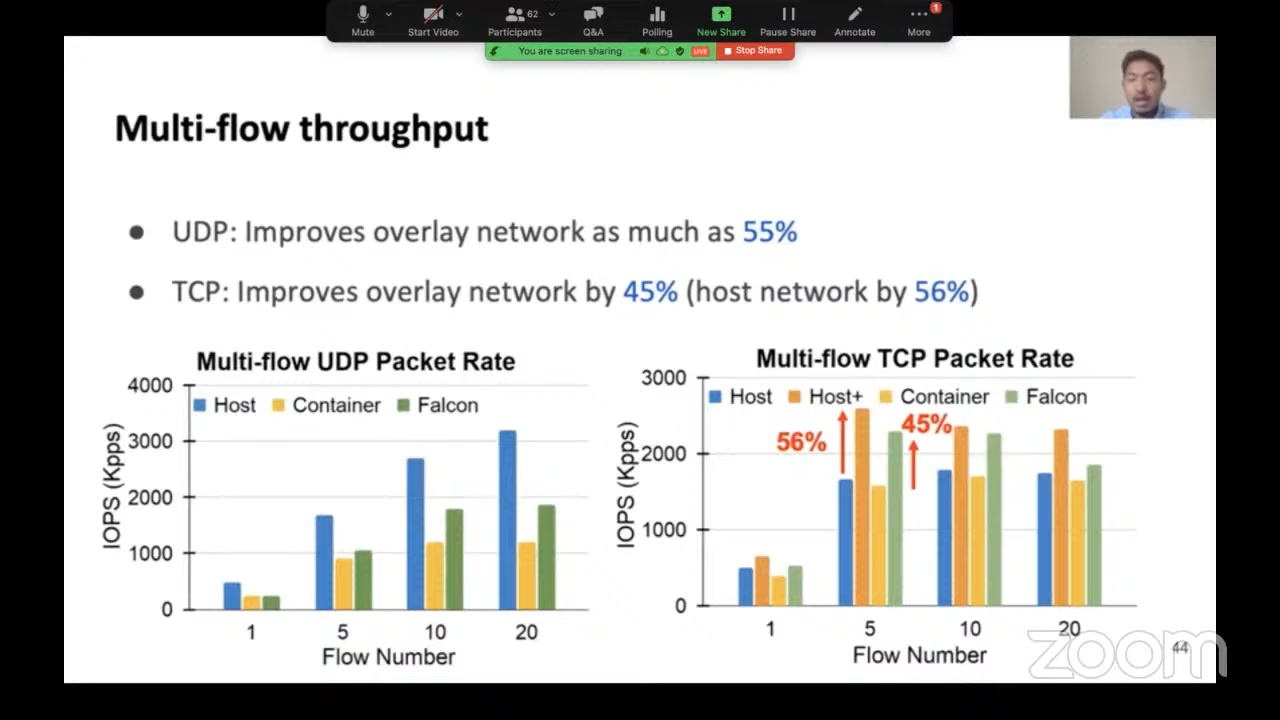 Mute
Start Video
Participants
62
Q&A
Polling
New Share
Pause Share
Annotate
More
1
You are screen sharing
LIVE
Stop Share
Multi-flow throughput
● UDP: Improves overlay network as much as 55%
● TCP: Improves overlay network by 45% (host network by 56%)
Multi-flow UDP Packet Rate
Host Container Falcon
IOPS (Kpps)
4000
3000
2000
1000
0
1 5 10 20
Flow Number
Multi-flow TCP Packet Rate
Host Host+ Container Falcon
IOPS (Kpps)
3000
2000
1000
0
56%
45%
1 5 10 20
Flow Number
44
zoom